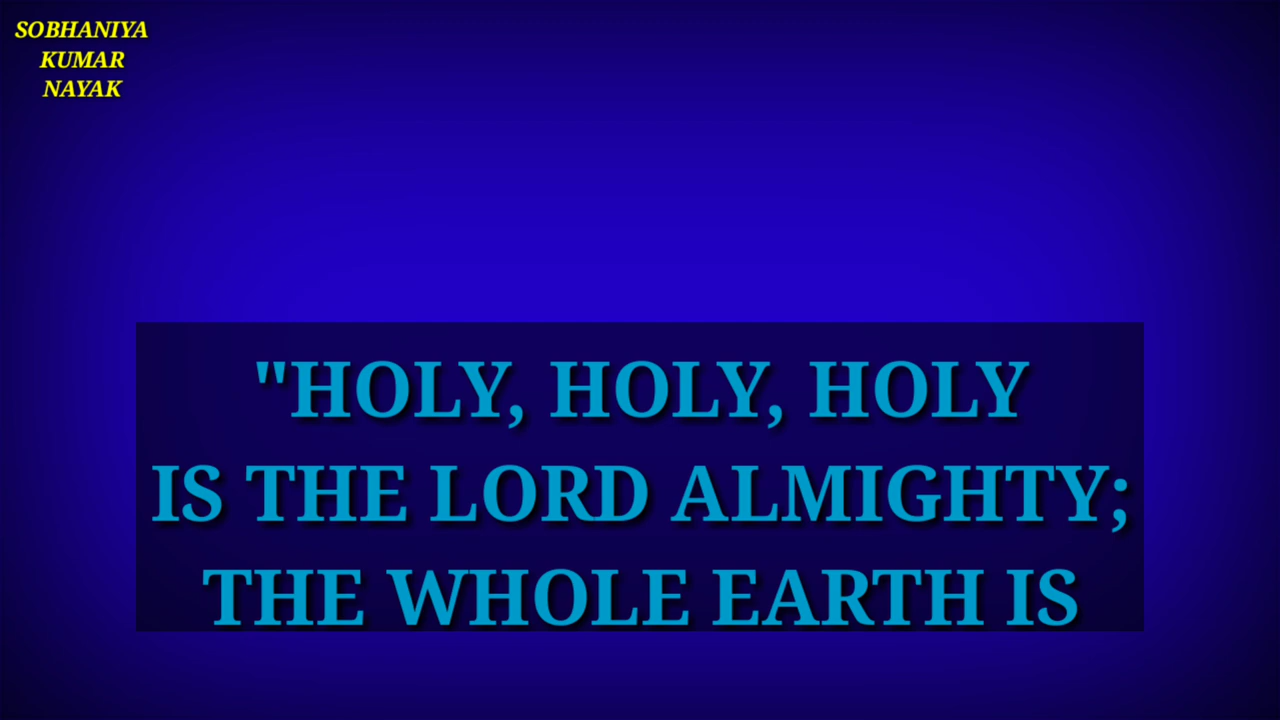 SOBHANIYA
KUMAR
NAYAK
"HOLY, HOLY, HOLY
IS THE LORD ALMIGHTY;
THE WHOLE EARTH IS